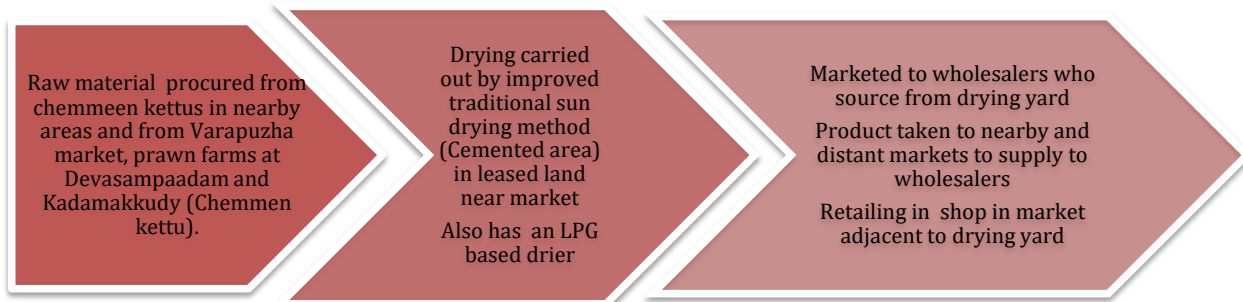 Raw material procured from
chemmeen kettus in nearby
areas and from Varapuzha
market, prawn farms at
Devasampaadam and
Kadamakkudy (Chemmen
kettu).
Drying carried
out by improved
traditional sun
drying method
(Cemented area)
in leased land
near market
Also has an LPG
based drier
Marketed to wholesalers who
source from drying yard
Product taken to nearby and
distant markets to supply to
wholesalers
Retailing in shop in market
adjacent to drying yard